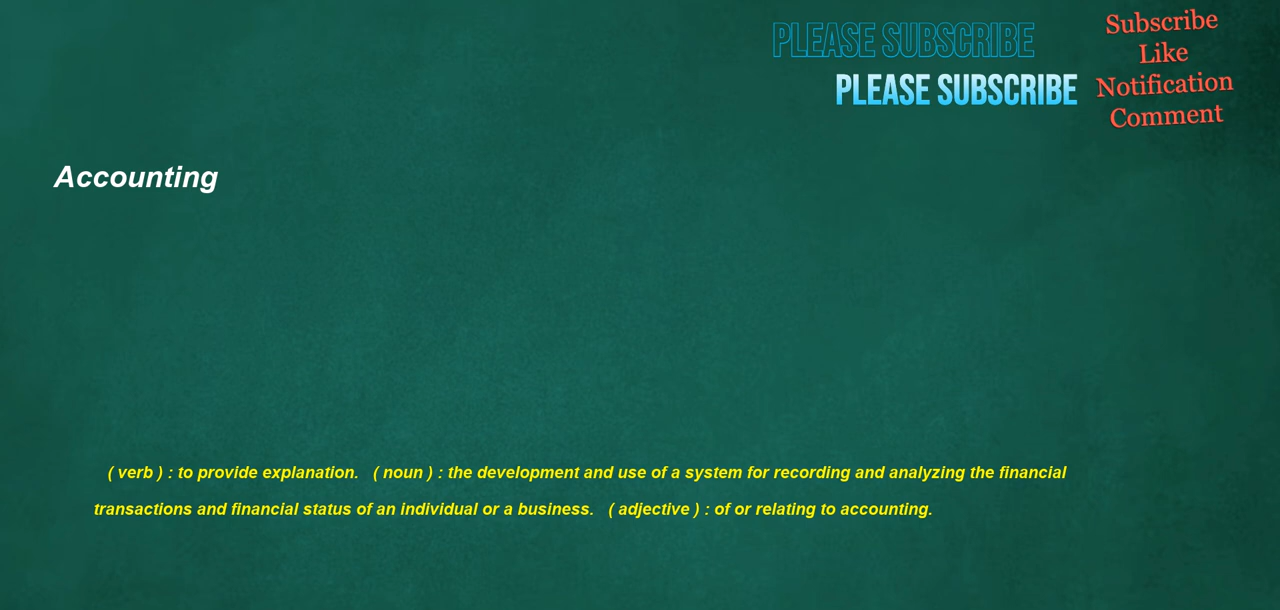 PLEASE SUBSCRIBE
PLEASE SUBSCRIBE
Subscribe
Like
Notification
Comment
Accounting
( verb ) : to provide explanation. ( noun ) : the development and use of a system for recording and analyzing the financial
transactions and financial status of an individual or a business. ( adjective ) : of or relating to accounting.